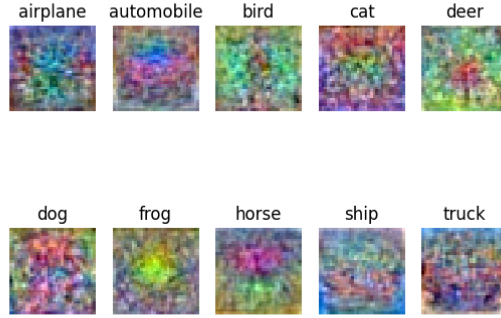 airplane automobile bird cat deer
dog frog horse ship truck